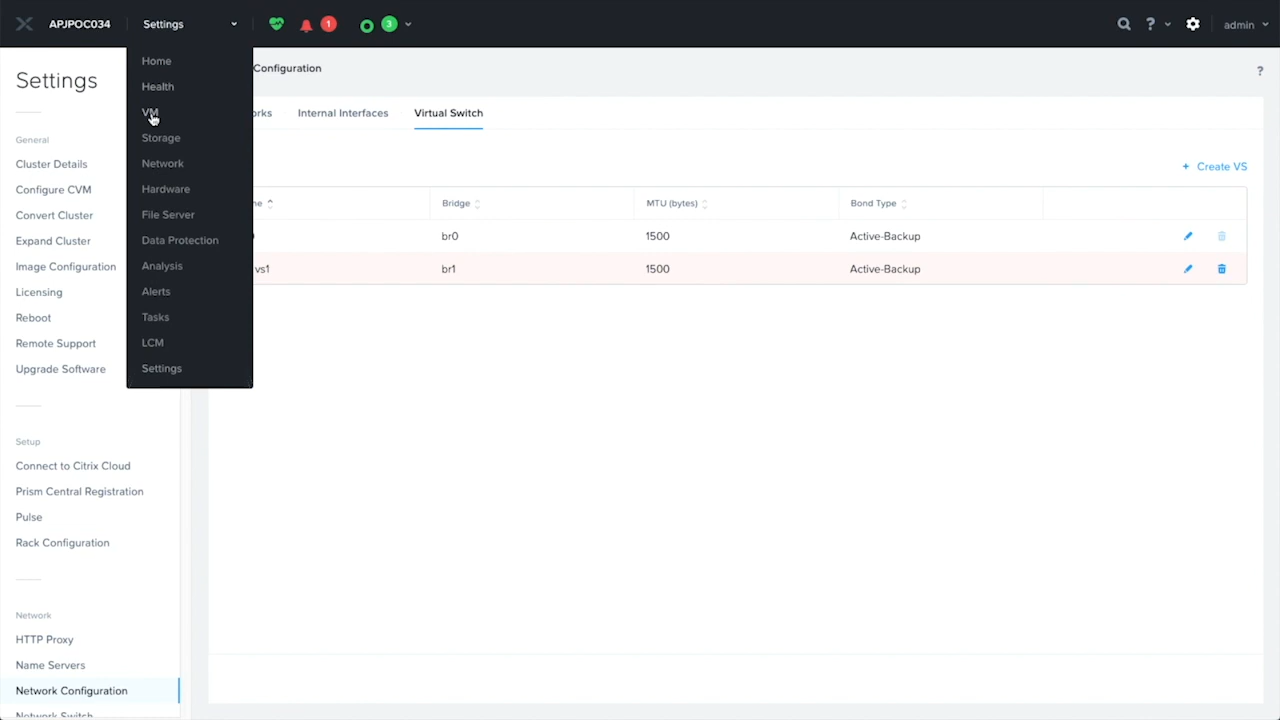 APJPOC034
Settings
1
3
?
admin
Settings
General
Cluster Details
Configure CVM
Convert Cluster
Expand Cluster
Image Configuration
Licensing
Reboot
Remote Support
Upgrade Software
Setup
Connect to Citrix Cloud
Prism Central Registration
Pulse
Rack Configuration
Network
HTTP Proxy
Name Servers
Network Configuration
Network Switch
Home
Health
VM
Storage
Network
Hardware
File Server
Data Protection
Analysis
Alerts
Tasks
LCM
Settings
Configuration
?
orks
Internal Interfaces
Virtual Switch
+ Create VS
me
Bridge
MTU (bytes)
Bond Type
br0
1500
Active-Backup
vs1
br1
1500
Active-Backup